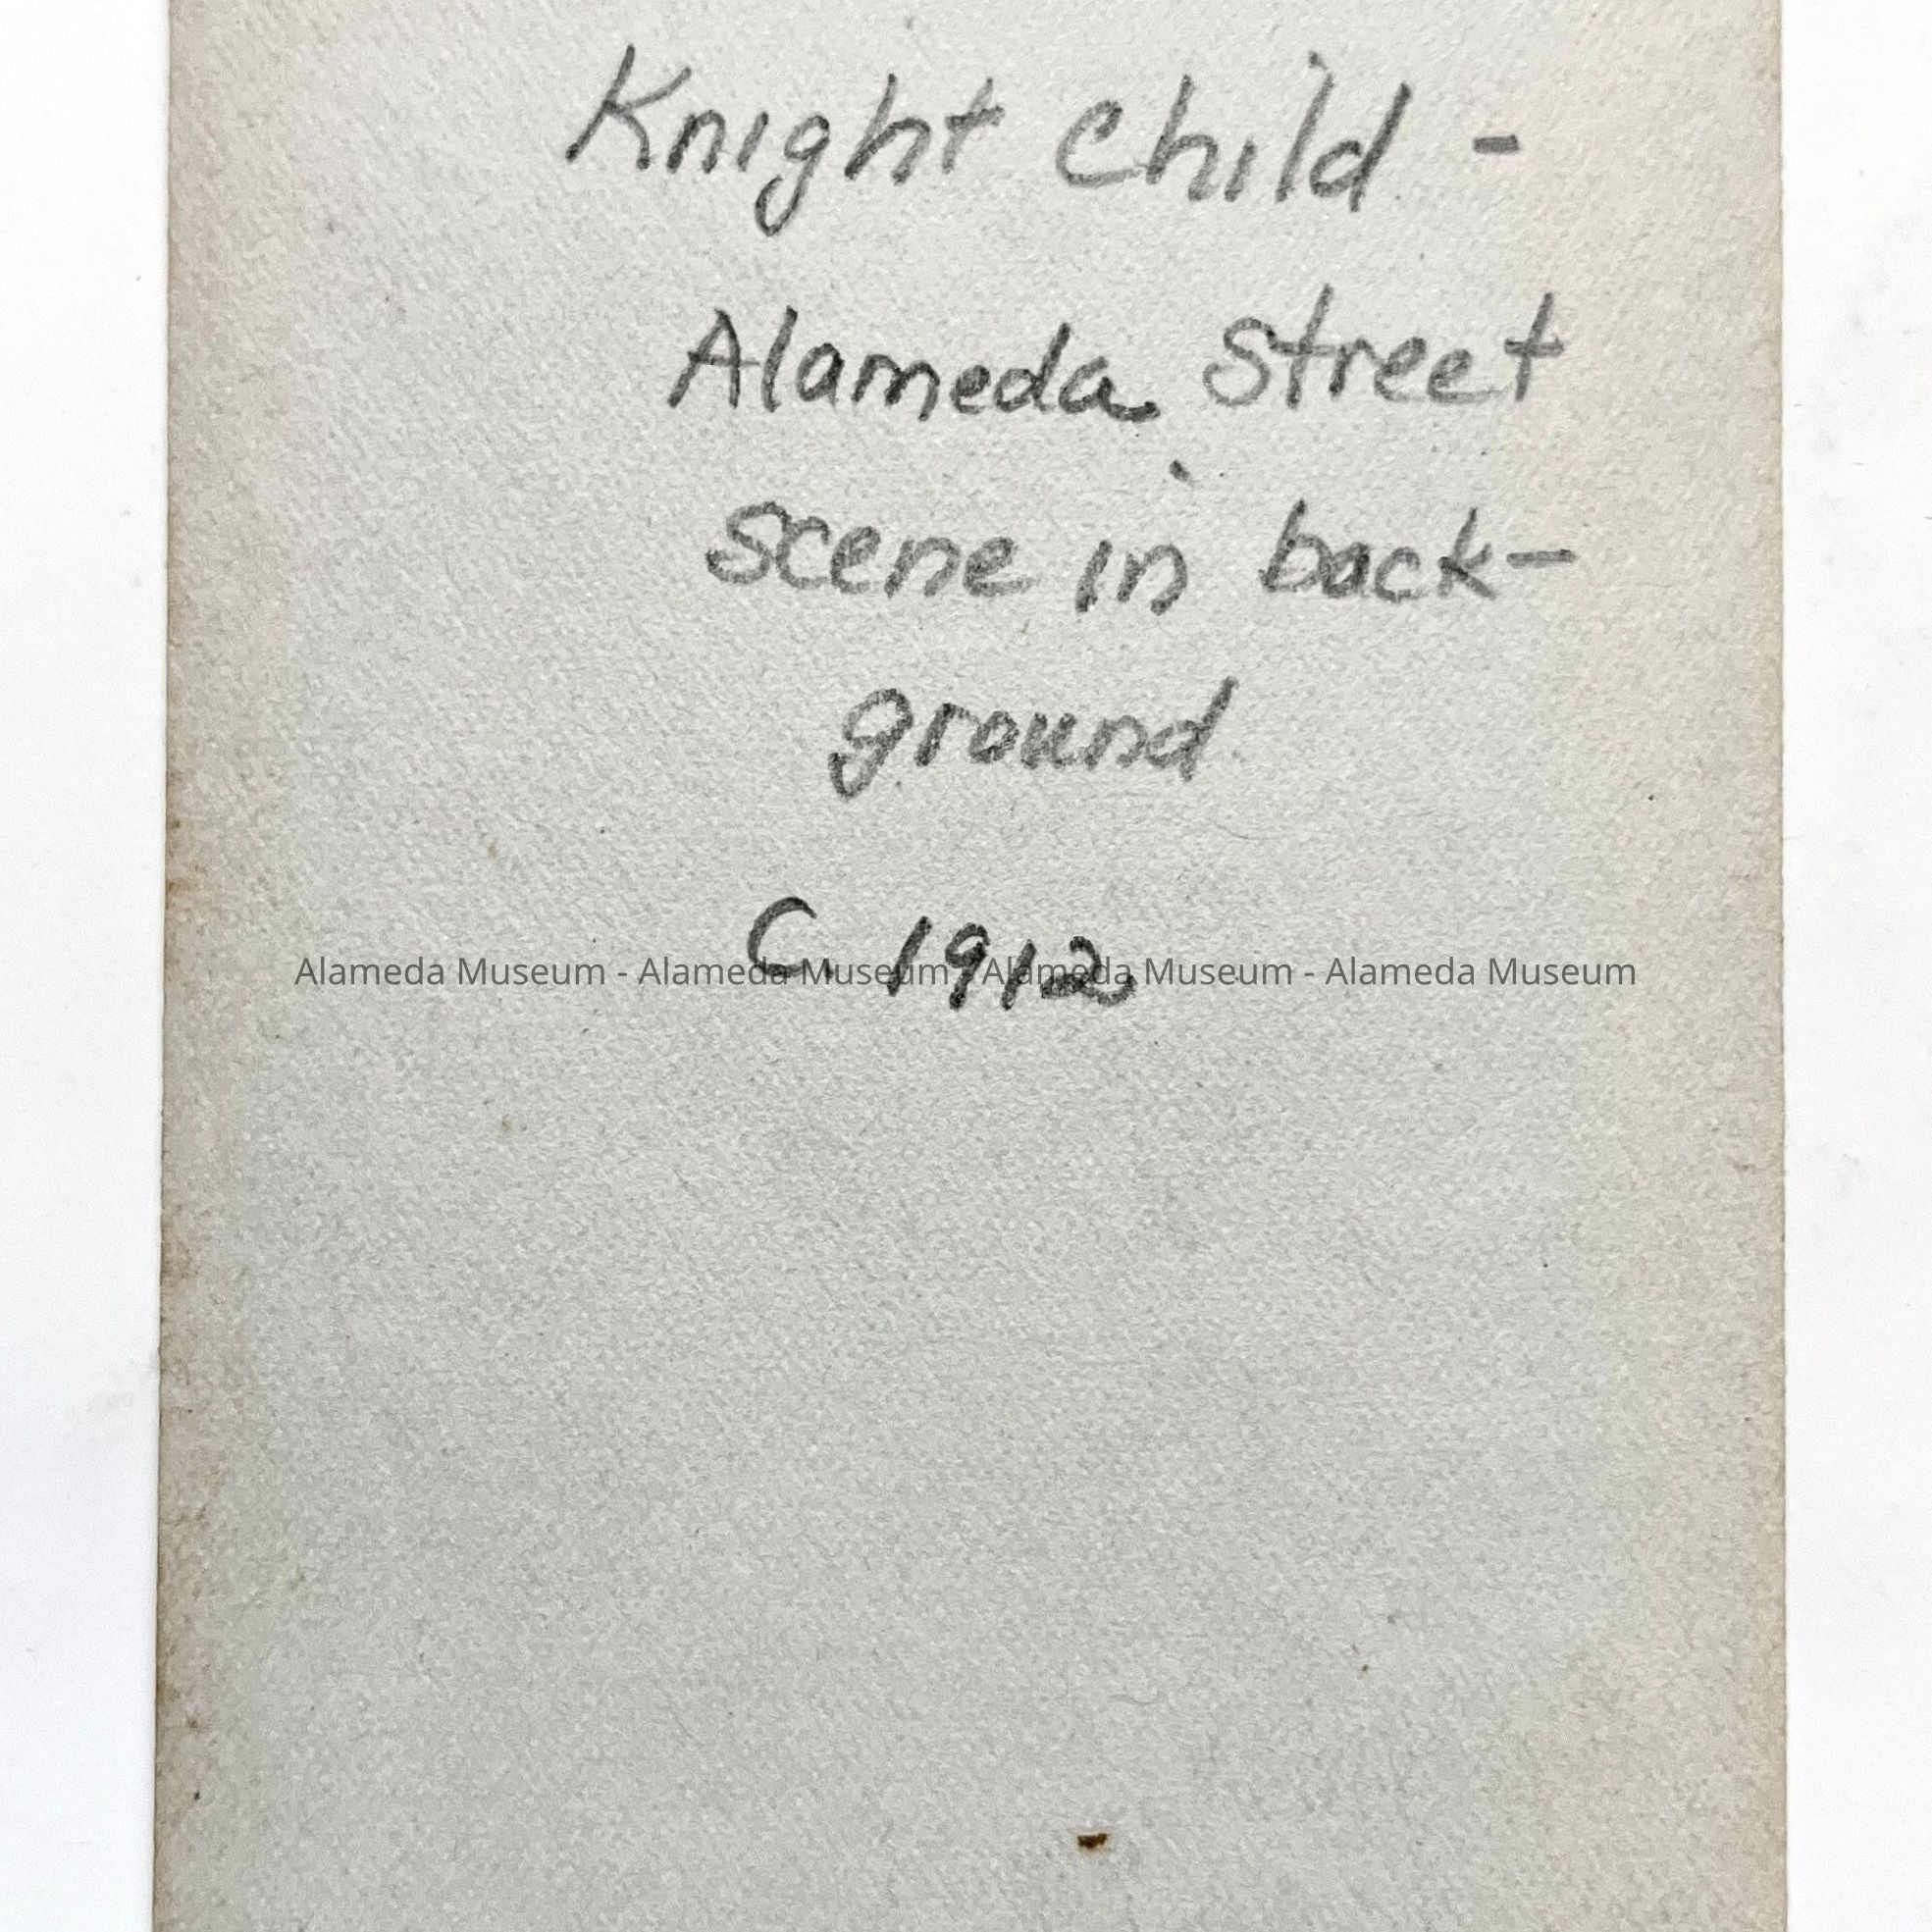 Knight Child -
Alameda Street
scene in back-
ground
C. 1912
Alameda Museum - Alameda Museum - Alameda Museum - Alameda Museum